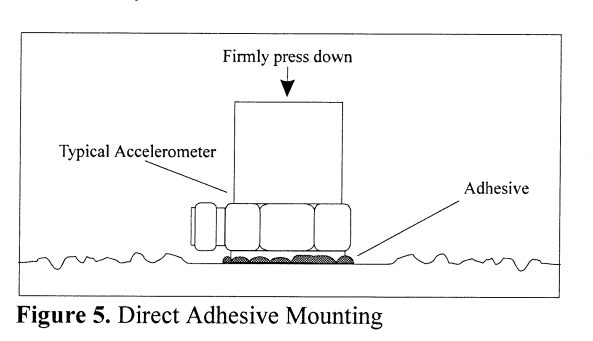 Firmly press down
Typical Accelerometer
Adhesive
Figure 5. Direct Adhesive Mounting